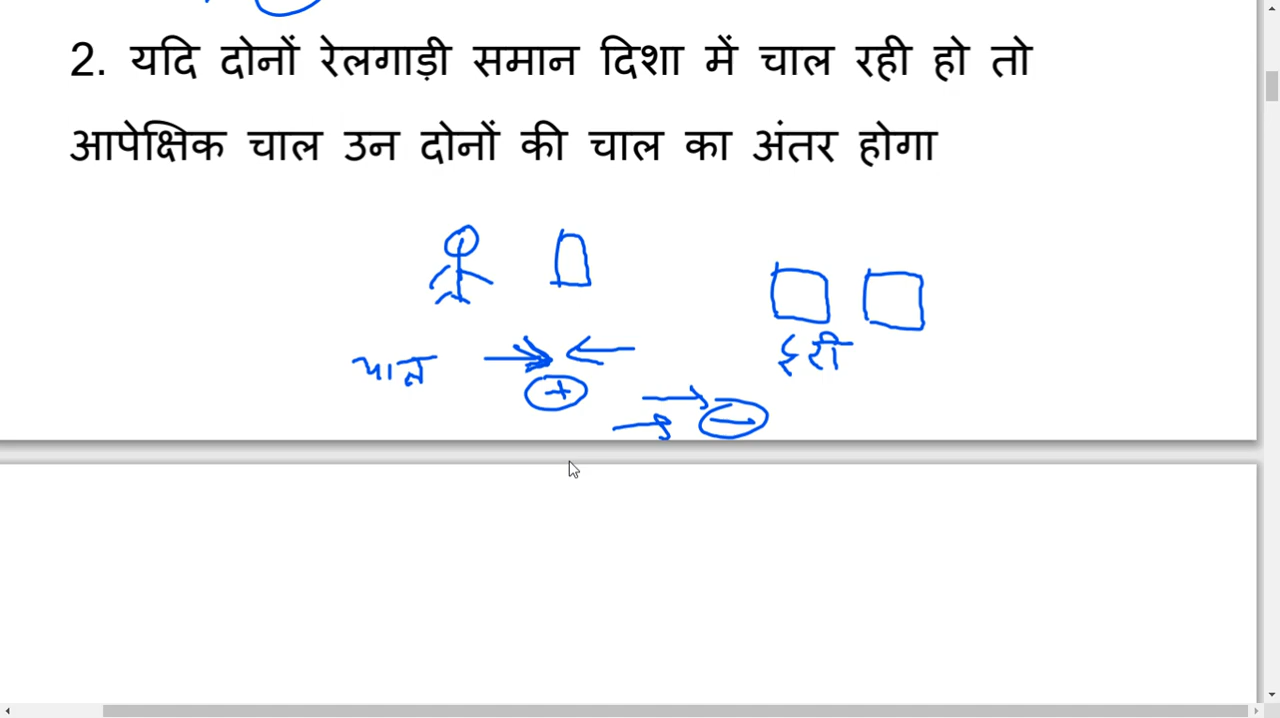 2. यदि दोनों रेलगाड़ी समान दिशा में चाल रही हो तो
आपेक्षिक चाल उन दोनों की चाल का अंतर होगा
दूरी
चाल
+
−